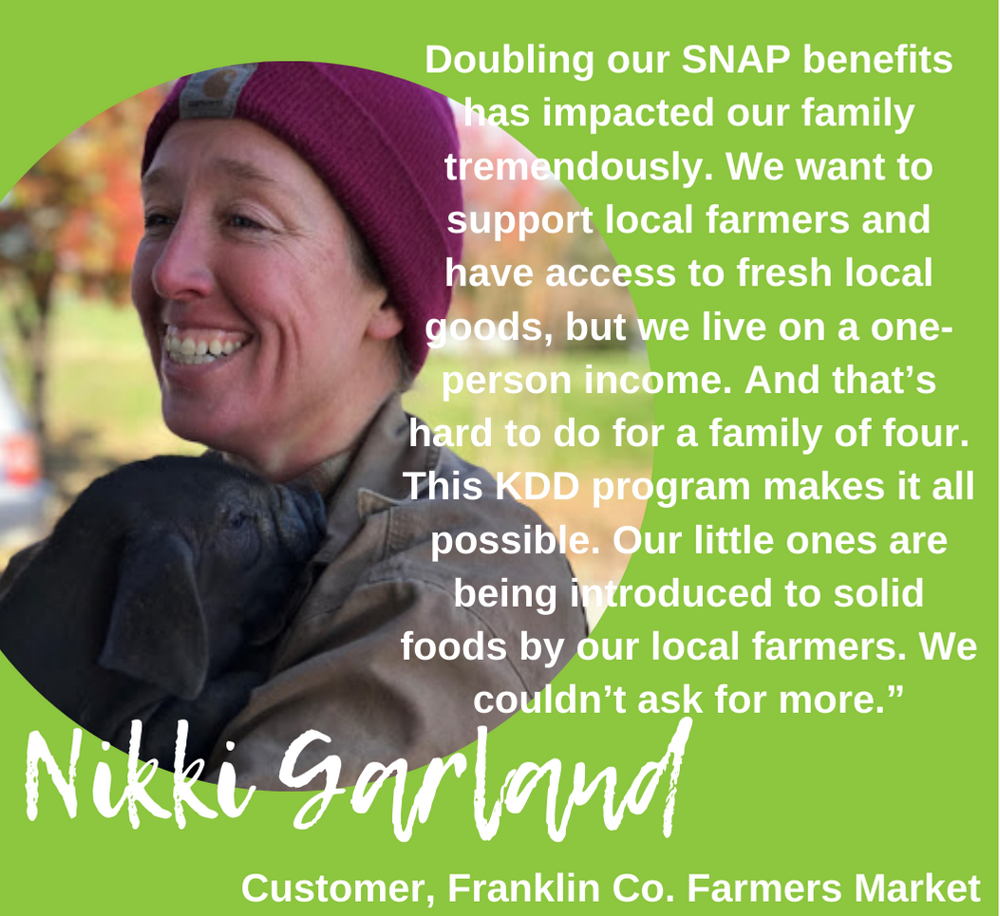 Doubling our SNAP benefits
has impacted our family
tremendously. We want to
support local farmers and
have access to fresh local
goods, but we live on a one-
person income. And that’s
hard to do for a family of four.
This KDD program makes it all
possible. Our little ones are
being introduced to solid
foods by our local farmers. We
couldn’t ask for more.”
Nikki Garland
Customer, Franklin Co. Farmers Market